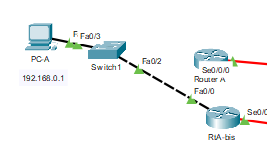 F Fa0/3
PC-A
Switch1
192.168.0.1
Fa0/2
Se0/0/0
Router A
Fa0/0
Se0/
RtA-bis